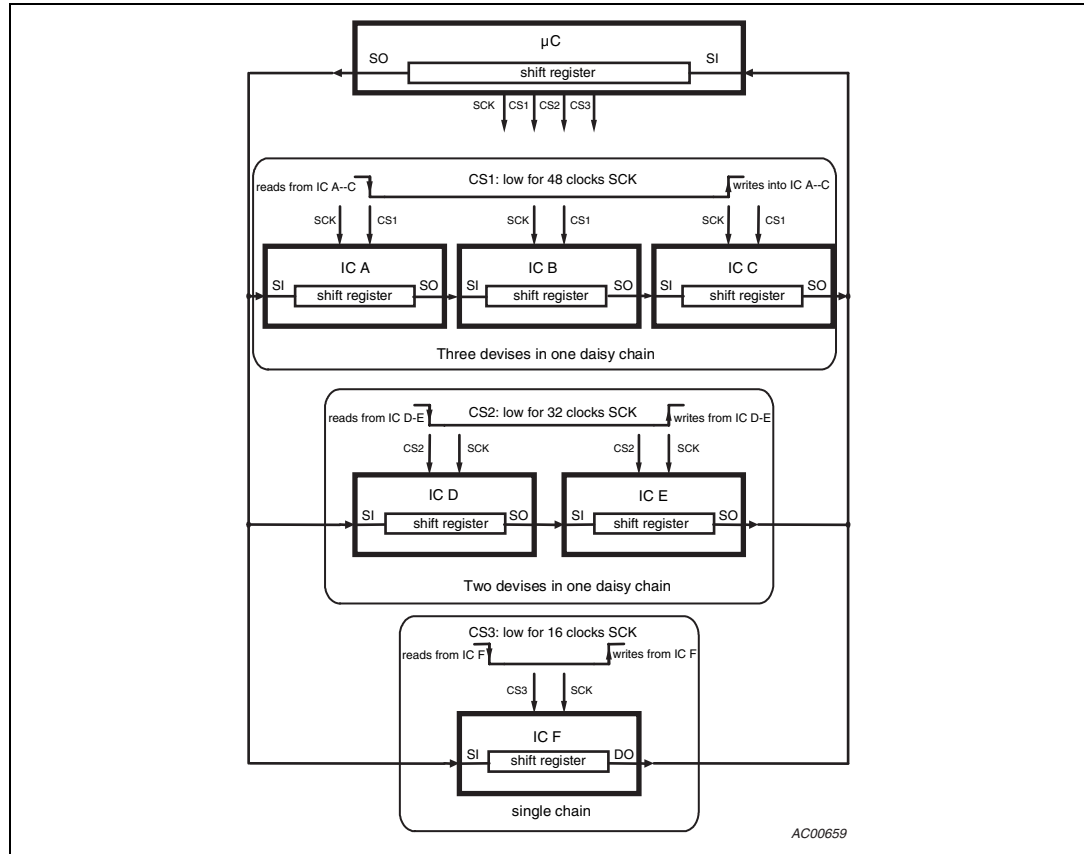 µC
SO
shift register
SI
SCK CS1 CS2 CS3
CS1: low for 48 clocks SCK
reads from IC A--C
writes into IC A--C
SCK CS1 SCK CS1 SCK CS1
IC A
SI shift register SO
IC B
SI shift register SO
IC C
SI shift register SO
Three devises in one daisy chain
CS2: low for 32 clocks SCK
reads from IC D-E
writes from IC D-E
CS2 SCK CS2 SCK
IC D
SI shift register SO
IC E
SI shift register SO
Two devises in one daisy chain
CS3: low for 16 clocks SCK
reads from IC F
writes from IC F
CS3 SCK
IC F
SI shift register DO
single chain
AC00659